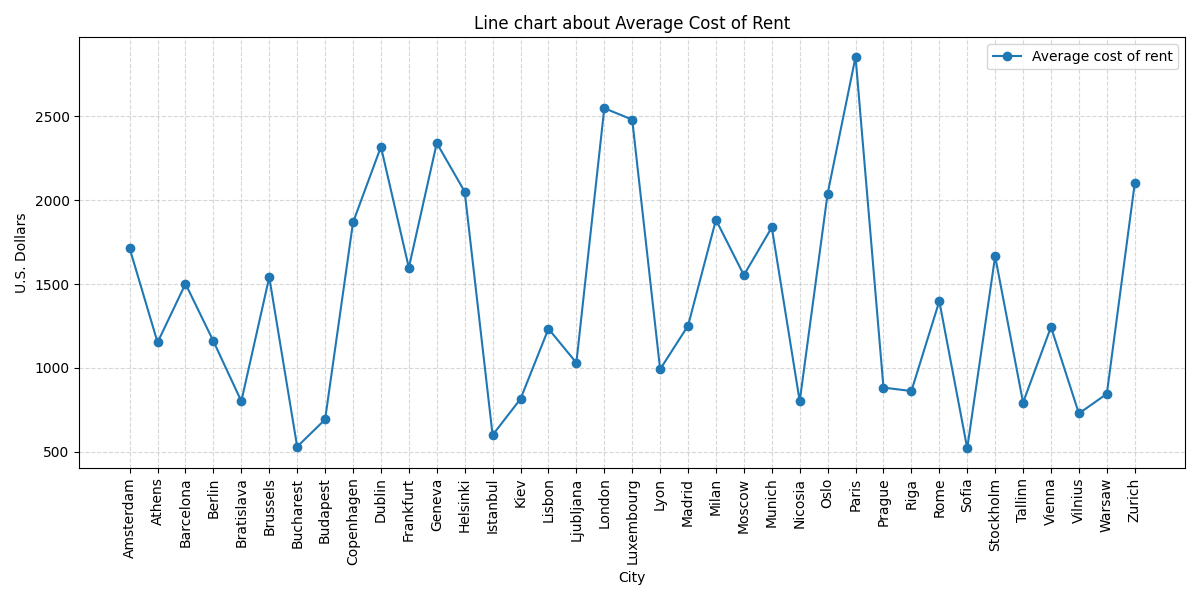 Line chart about Average Cost of Rent
Average cost of rent
U.S. Dollars
2500
2000
1500
1000
500
Amsterdam
Athens
Barcelona
Berlin
Bratislava
Brussels
Bucharest
Budapest
Copenhagen
Dublin
Frankfurt
Geneva
Helsinki
Istanbul
Kiev
Lisbon
Ljubljana
London
Luxembourg
Lyon
Madrid
Milan
Moscow
Munich
Nicosia
Oslo
Paris
Prague
Riga
Rome
Sofia
Stockholm
Tallinn
Vienna
Vilnius
Warsaw
Zurich
City